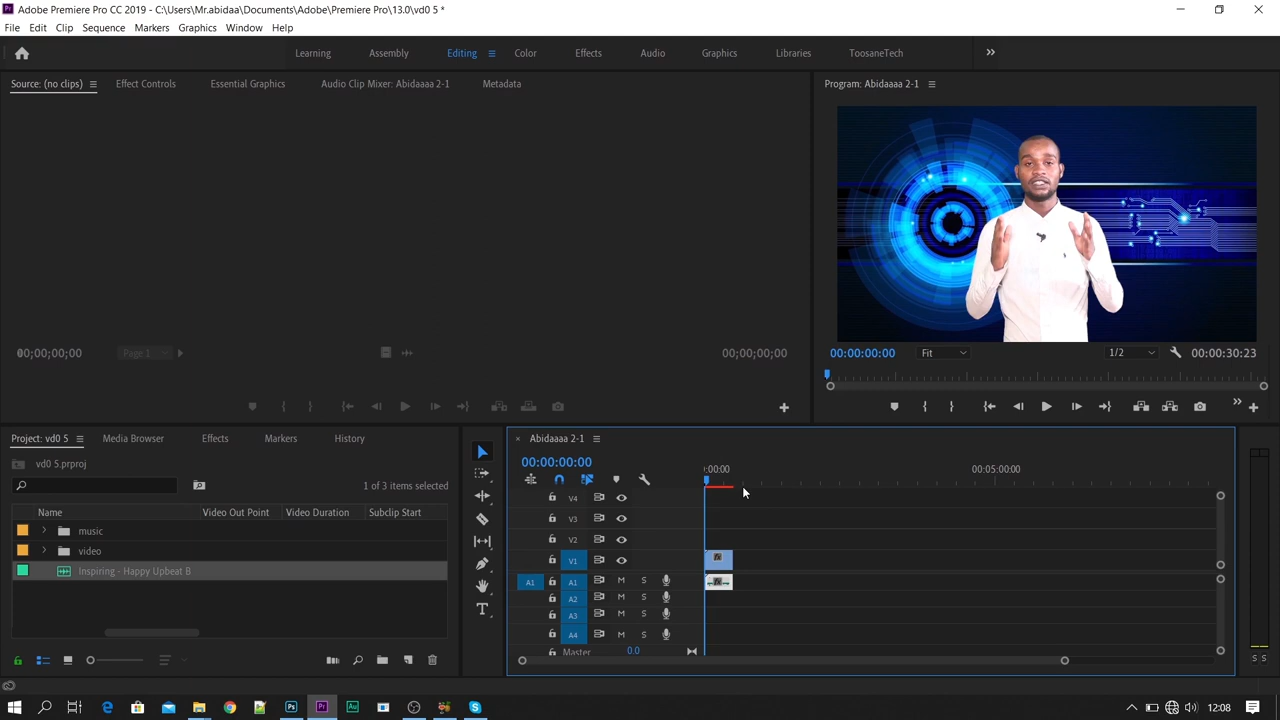 Adobe Premiere Pro CC 2019 - C:\Users\Mr.abidaa\Documents\Adobe\Premiere Pro\13.0\vd0 5 *
File Edit Clip Sequence Markers Graphics Window Help
Learning Assembly Editing Color Effects Audio Graphics Libraries ToosaneTech
Source: (no clips) Effect Controls Essential Graphics Audio Clip Mixer: Abidaaaa 2-1 Metadata
Program: Abidaaaa 2-1
00;00;00;00 Page 1 00;00;00;00
00:00:00:00 Fit 1/2 00:00:30:23
Project: vd0 5 Media Browser Effects Markers History
vd0 5.prproj
1 of 3 items selected
Name Video Out Point Video Duration Subclip Start
music
video
Inspiring - Happy Upbeat B
Abidaaaa 2-1
00:00:00:00
:00:00 00:05:00:00
V4
V3
V2
V1
A1 A1 M S
A2 M S
A3 M S
A4 M S
Master 0.0
S S
12:08